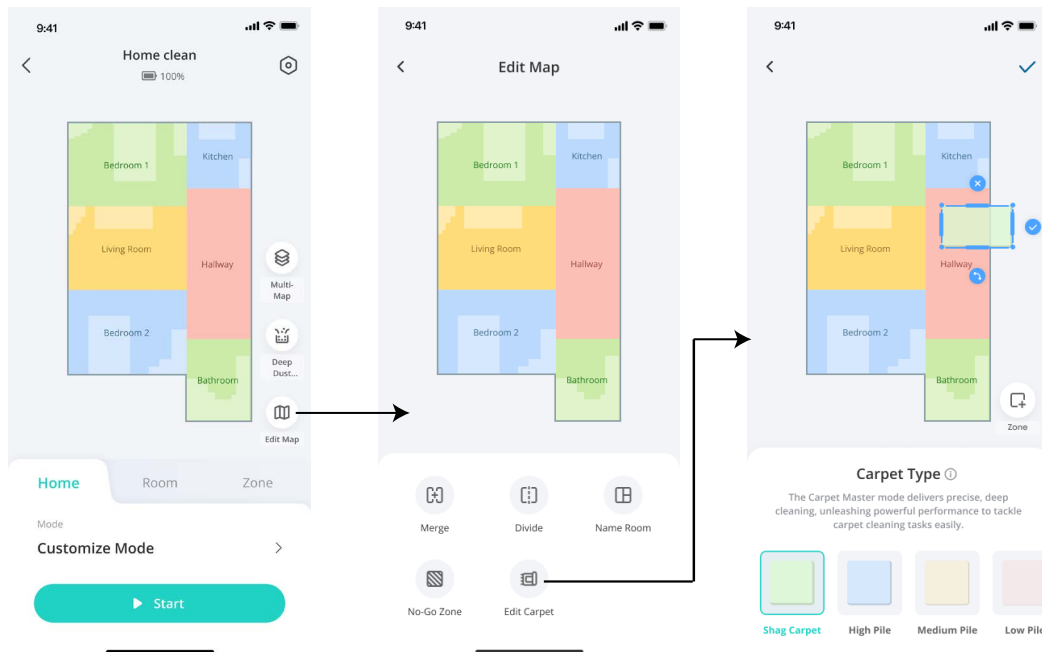 9:41
Home clean
100%
Bedroom 1
Kitchen
Living Room
Hallway
Multi-
Map
Bedroom 2
Deep
Dust...
Bathroom
Edit Map
Home
Room
Zone
Mode
Customize Mode
Start
9:41
Edit Map
Bedroom 1
Kitchen
Living Room
Hallway
Bedroom 2
Bathroom
Merge
Divide
Name Room
No-Go Zone
Edit Carpet
9:41
Bedroom 1
Kitchen
Living Room
Hallway
Bedroom 2
Bathroom
Zone
Carpet Type
The Carpet Master mode delivers precise, deep
cleaning, unleashing powerful performance to tackle
carpet cleaning tasks easily.
Shag Carpet
High Pile
Medium Pile
Low Pile